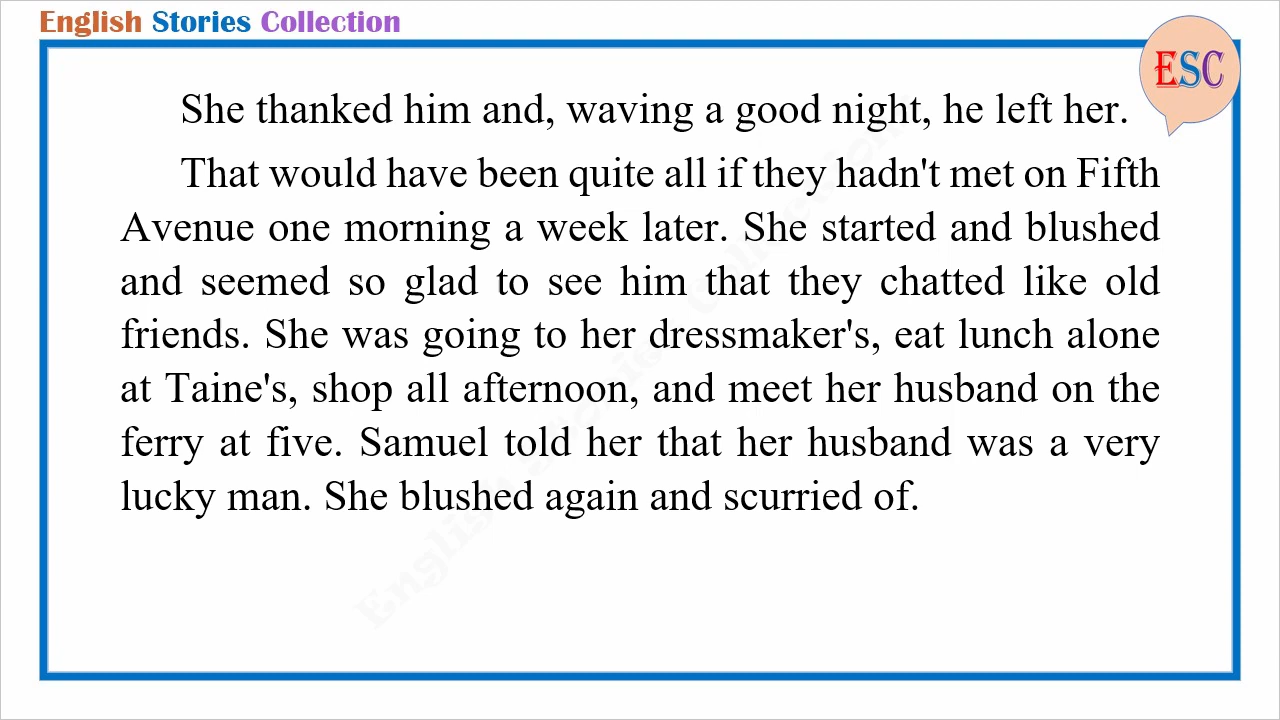 English Stories Collection
ESC
She thanked him and, waving a good night, he left her.
That would have been quite all if they hadn't met on Fifth
Avenue one morning a week later. She started and blushed
and seemed so glad to see him that they chatted like old
friends. She was going to her dressmaker's, eat lunch alone
at Taine's, shop all afternoon, and meet her husband on the
ferry at five. Samuel told her that her husband was a very
lucky man. She blushed again and scurried of.
English Stories Collection